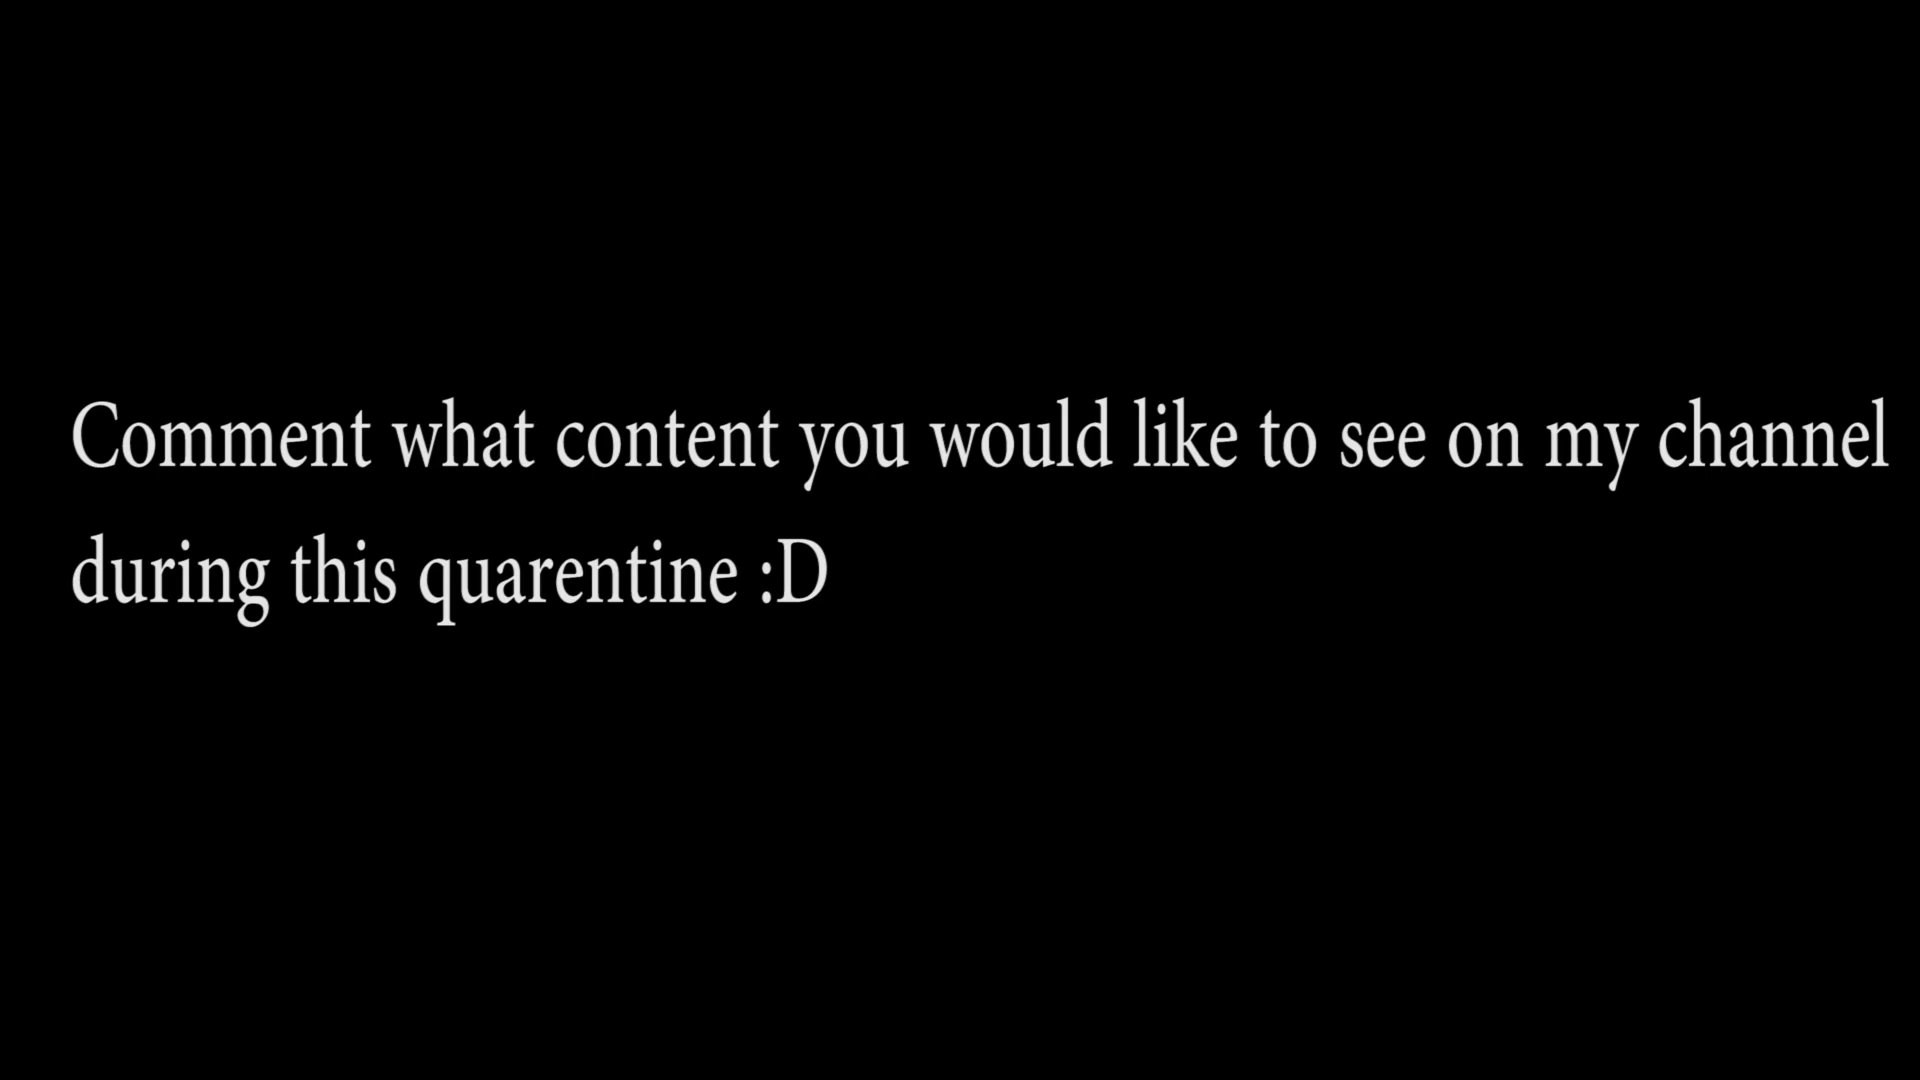 Comment what content you would like to see on my channel
during this quarentine :D